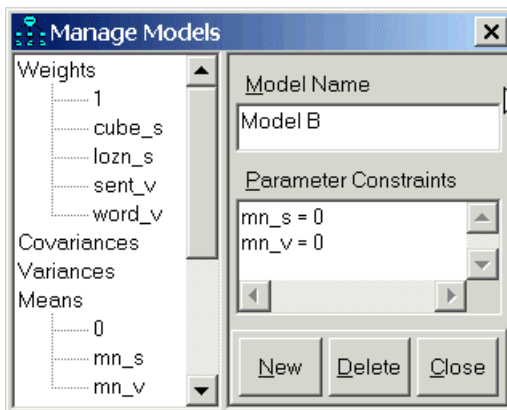 Manage Models
Weights
1
cube_s
lozn_s
sent_v
word_v
Covariances
Variances
Means
0
mn_s
mn_v
Model Name
Model B
Parameter Constraints
mn_s = 0
mn_v = 0
New
Delete
Close